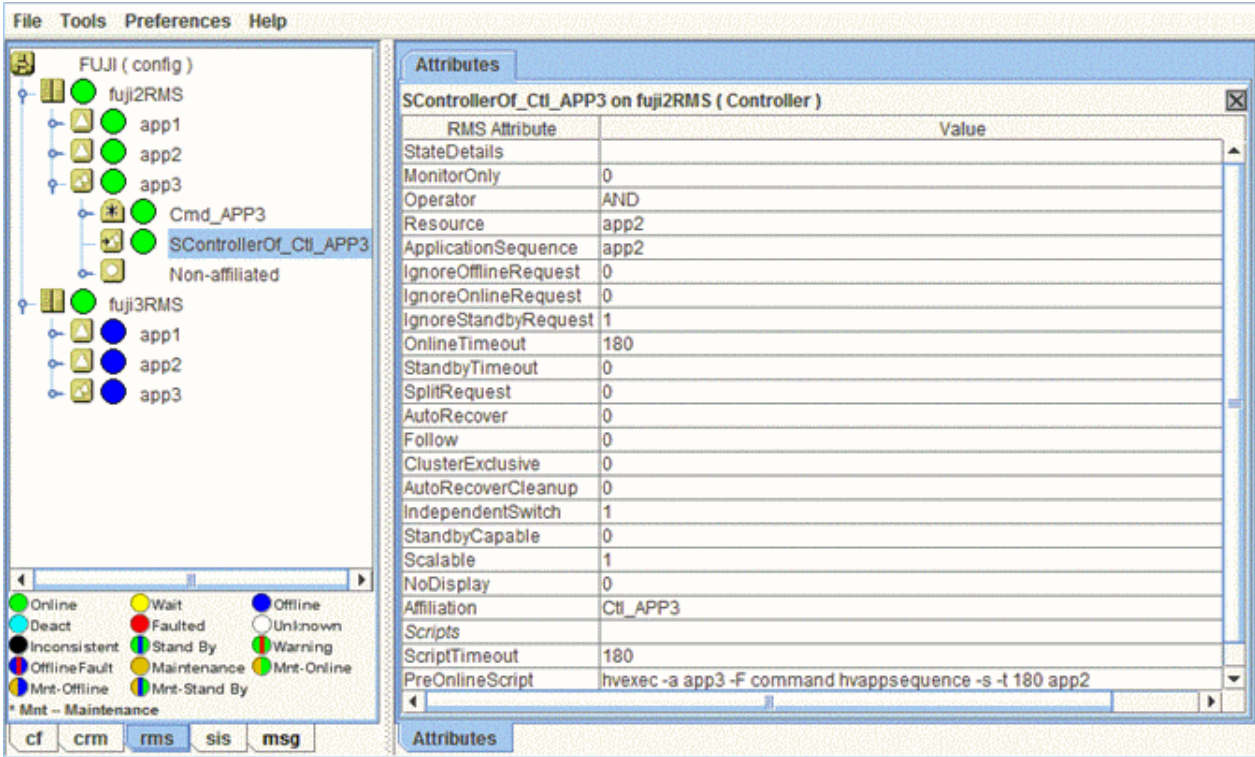 File Tools Preferences Help
FUJI ( config )
fuji2RMS
app1
app2
app3
Cmd_APP3
SControllerOf_Ctl_APP3
Non-affiliated
fuji3RMS
app1
app2
app3
Online Wait Offline
Deact Faulted Unknown
Inconsistent Stand By Warning
OfflineFault Maintenance Mnt-Online
Mnt-Offline Mnt-Stand By
* Mnt -- Maintenance
cf crm rms sis msg
Attributes
SControllerOf_Ctl_APP3 on fuji2RMS ( Controller )
RMS Attribute Value
StateDetails
MonitorOnly 0
Operator AND
Resource app2
ApplicationSequence app2
IgnoreOfflineRequest 0
IgnoreOnlineRequest 0
IgnoreStandbyRequest 1
OnlineTimeout 180
StandbyTimeout 0
SplitRequest 0
AutoRecover 0
Follow 0
ClusterExclusive 0
AutoRecoverCleanup 0
IndependentSwitch 1
StandbyCapable 0
Scalable 1
NoDisplay 0
Affiliation Ctl_APP3
Scripts
ScriptTimeout 180
PreOnlineScript hvexec -a app3 -F command hvappsequence -s -t 180 app2
Attributes